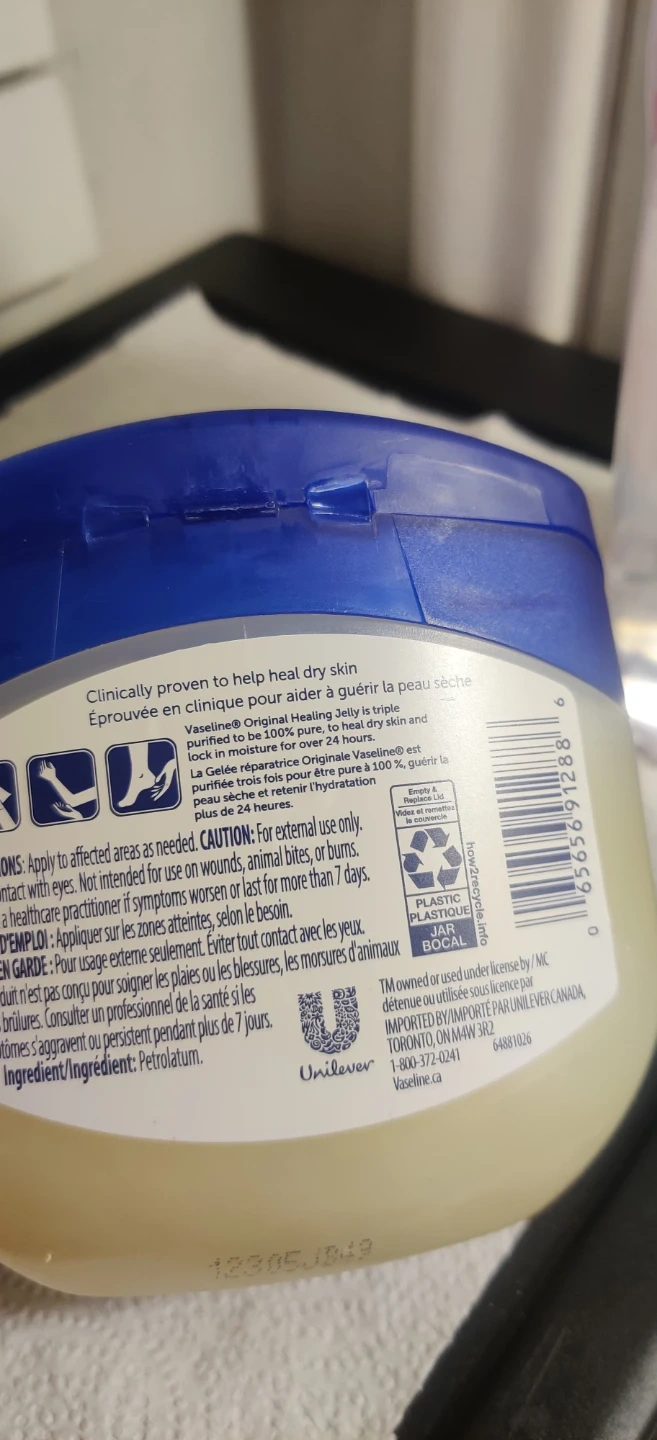 Clinically proven to help heal dry skin
Éprouvée en clinique pour aider à guérir la peau sèche
Vaseline® Original Healing Jelly is triple
purified to be 100% pure, to heal dry skin and
lock in moisture for over 24 hours.
La Gelée réparatrice Originale Vaseline® est
purifiée trois fois pour être pure à 100 %, guérir la
peau sèche et retenir l'hydratation
plus de 24 heures.
IONS: Apply to affected areas as needed. CAUTION: For external use only.
ntact with eyes. Not intended for use on wounds, animal bites, or burns.
a healthcare practitioner if symptoms worsen or last for more than 7 days.
D'EMPLOI : Appliquer sur les zones atteintes, selon le besoin.
EN GARDE : Pour usage externe seulement. Éviter tout contact avec les yeux.
duit n'est pas conçu pour soigner les plaies ou les blessures, les morsures d'animaux
brûlures. Consulter un professionnel de la santé si les
tômes s'aggravent ou persistent pendant plus de 7 jours.
Ingredient/Ingrédient: Petrolatum.
Empty &
Replace Lid
Videz et remettez
le couvercle
PLASTIC
PLASTIQUE
JAR
BOCAL
how2recycle.info
0 65656 91288 6
Unilever
TM owned or used under license by / MC
détenue ou utilisée sous licence par
IMPORTED BY/IMPORTÉ PAR UNILEVER CANADA,
TORONTO, ON M4W 3R2
1-800-372-0241 64881026
Vaseline.ca
12305JB49